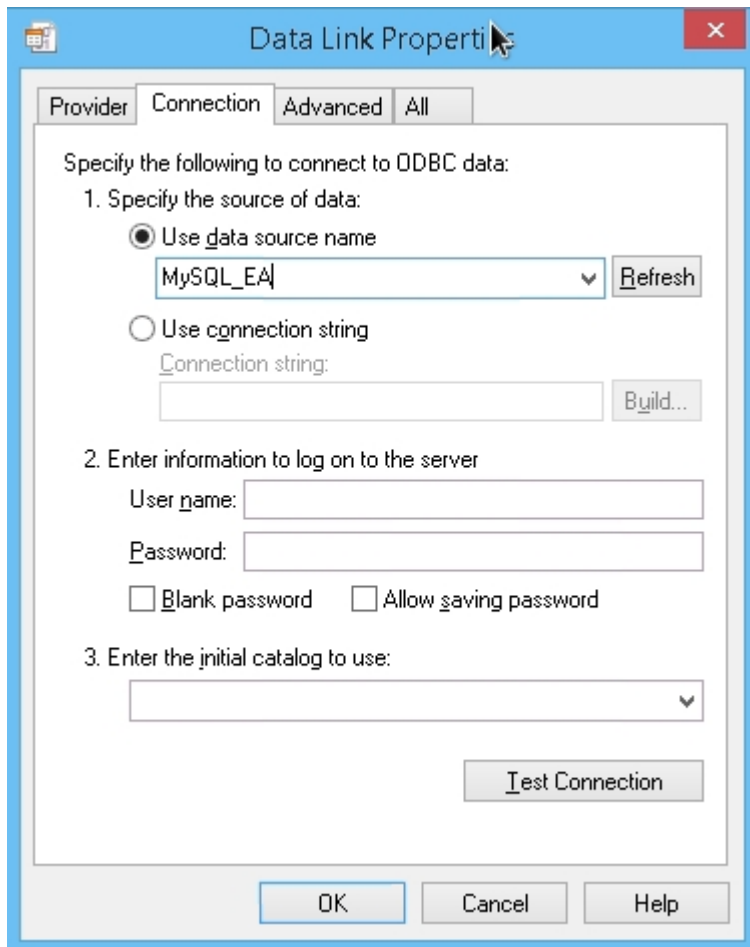 Data Link Properties
Provider Connection Advanced All
Specify the following to connect to ODBC data:
1. Specify the source of data:
Use data source name
MySQL_EA Refresh
Use connection string
Connection string:
Build...
2. Enter information to log on to the server
User name:
Password:
Blank password Allow saving password
3. Enter the initial catalog to use:
Test Connection
OK Cancel Help